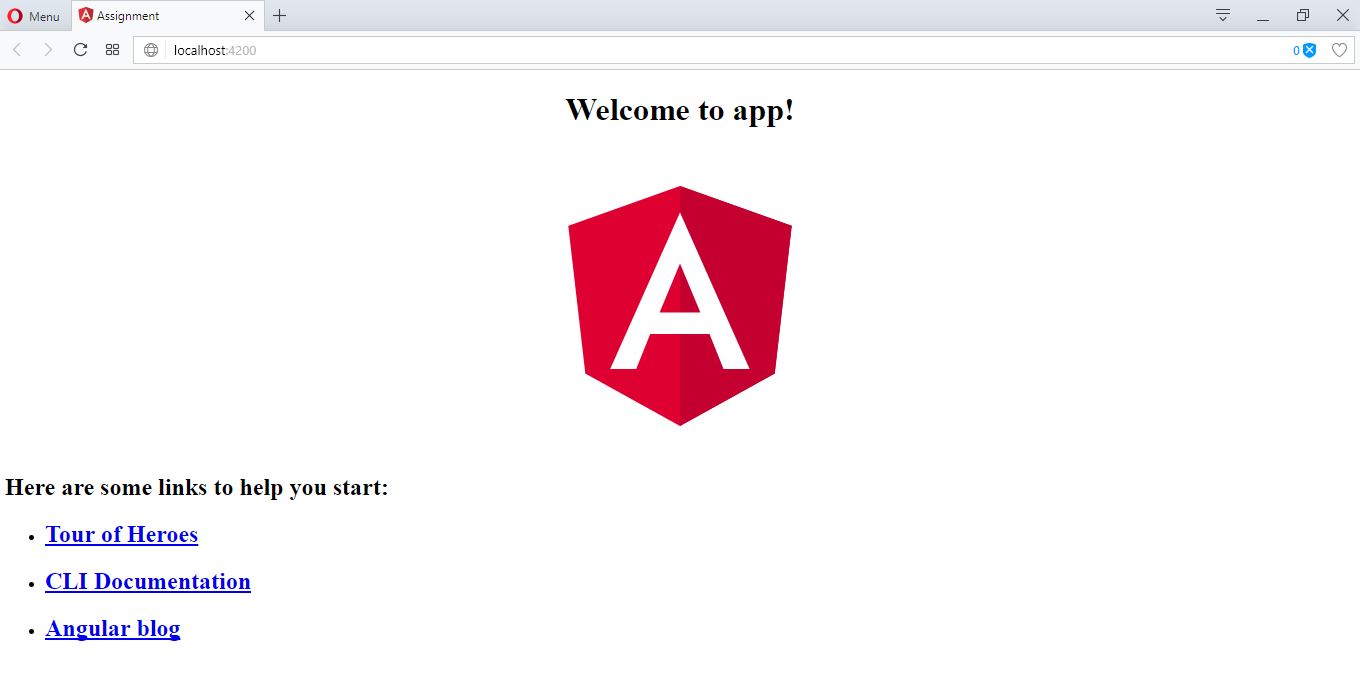 Menu
Assignment
localhost:4200
0
Welcome to app!
A
Here are some links to help you start:
Tour of Heroes
CLI Documentation
Angular blog